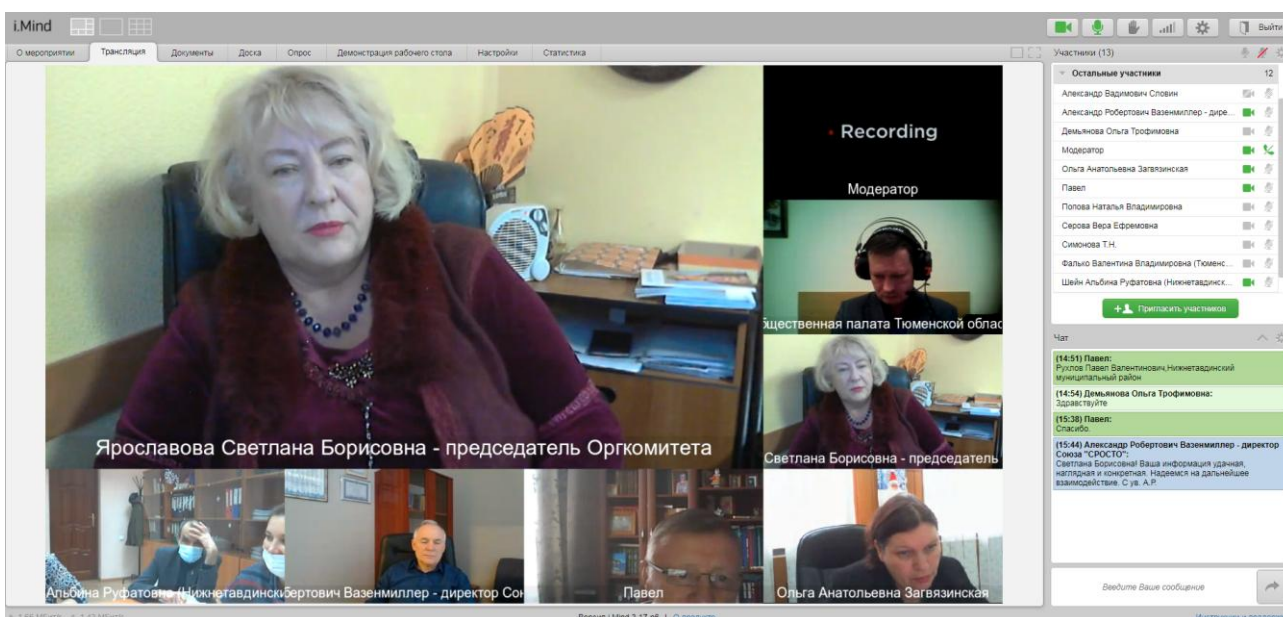 i.Mind
Выйти
О мероприятии Трансляция Документы Доска Опрос Демонстрация рабочего стола Настройки Статистика
Recording
Модератор
бщественная палата Тюменской облас
Светлана Борисовна - председатель
Ярославова Светлана Борисовна - председатель Оргкомитета
Альбина Руфатовна (Нижнетавдински
бертович Вазенмиллер - директор Сою
Павел
Ольга Анатольевна Загвязинская
Участники (13)
Остальные участники 12
Александр Вадимович Словин
Александр Робертович Вазенмиллер - дире...
Демьянова Ольга Трофимовна
Модератор
Ольга Анатольевна Загвязинская
Павел
Попова Наталья Владимировна
Серова Вера Ефремовна
Симонова Т.Н.
Фалько Валентина Владимировна (Тюменс...
Шейн Альбина Руфатовна (Нижнетавдинск...
Пригласить участников
Чат
(14:51) Павел:
Рухлов Павел Валентинович,Нижнетавдинский
муниципальный район
(14:54) Демьянова Ольга Трофимовна:
Здравствуйте
(15:38) Павел:
Спасибо.
(15:44) Александр Робертович Вазенмиллер - директор
Союза "СРОСТО":
Светлана Борисовна! Ваша информация удачная,
наглядная и конкретная. Надеемся на дальнейшее
взаимодействие. С ув. А.Р.
Введите Ваше сообщение